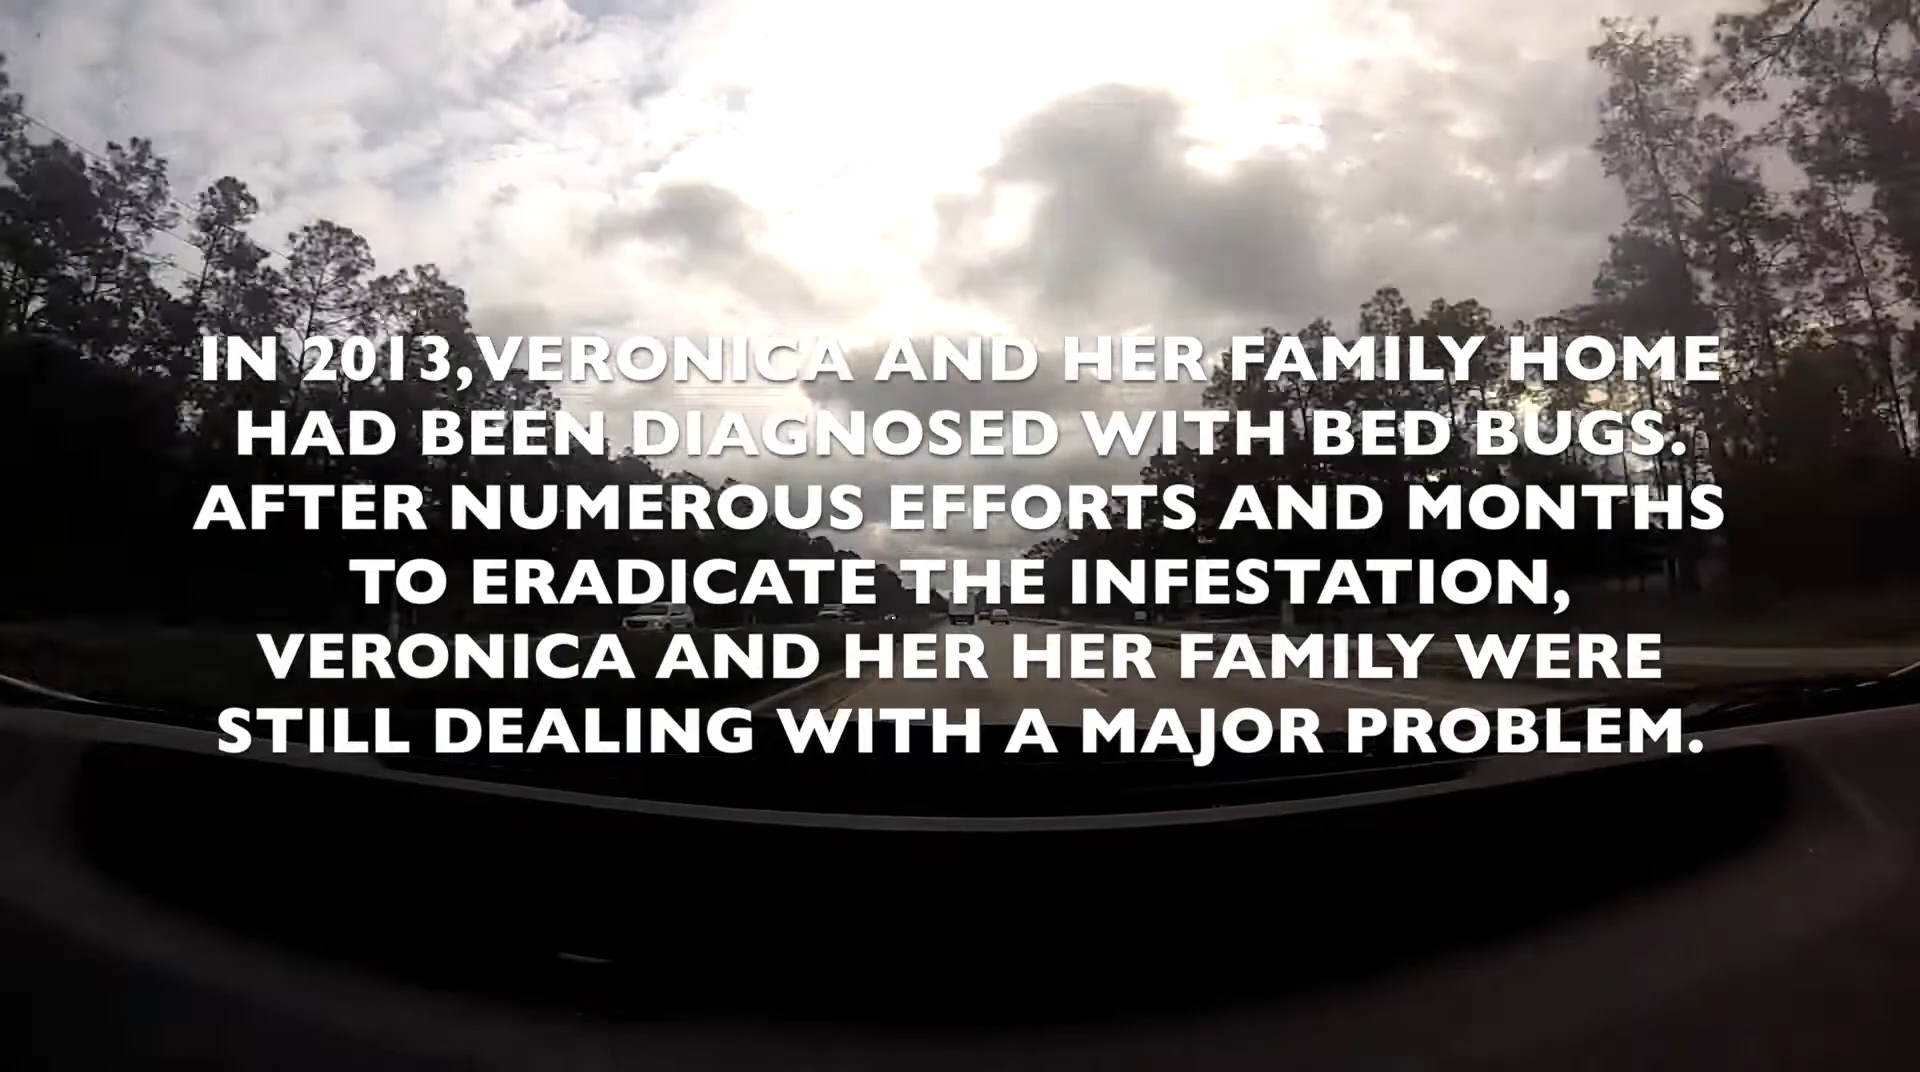 IN 2013,VERONICA AND HER FAMILY HOME
HAD BEEN DIAGNOSED WITH BED BUGS.
AFTER NUMEROUS EFFORTS AND MONTHS
TO ERADICATE THE INFESTATION,
VERONICA AND HER HER FAMILY WERE
STILL DEALING WITH A MAJOR PROBLEM.